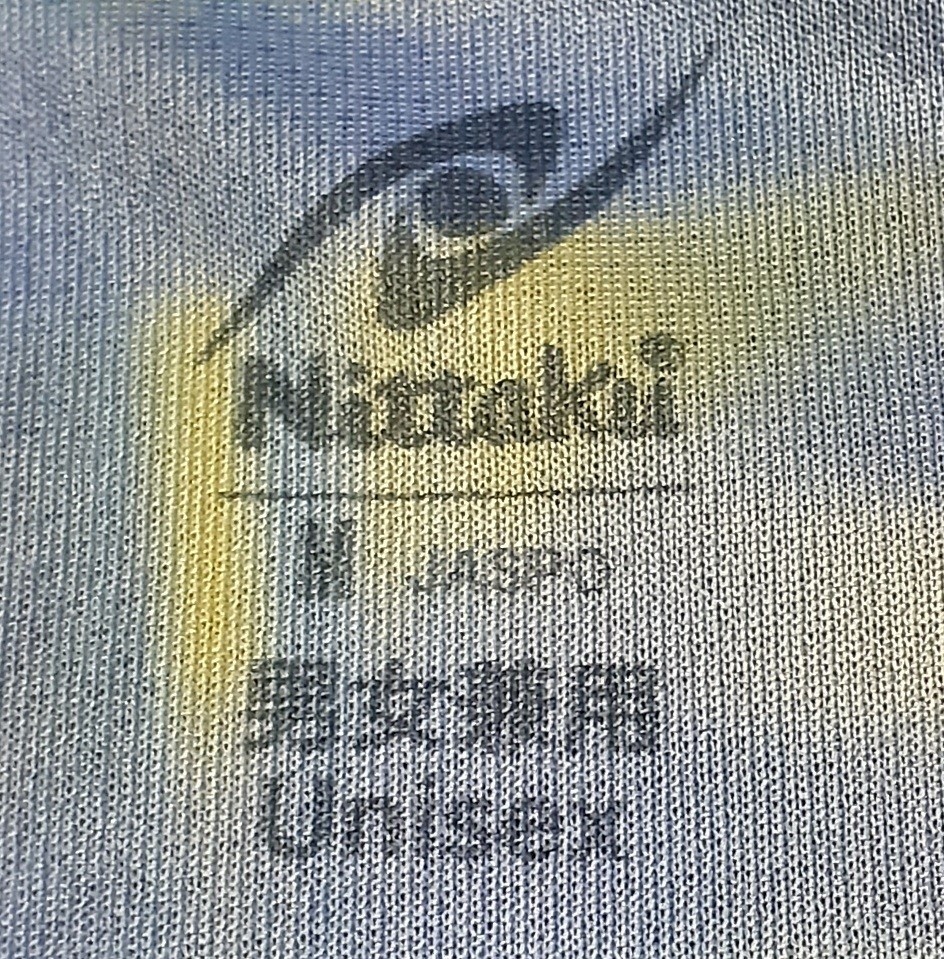 Nittaku
M JASPO
男女兼用
Unisex